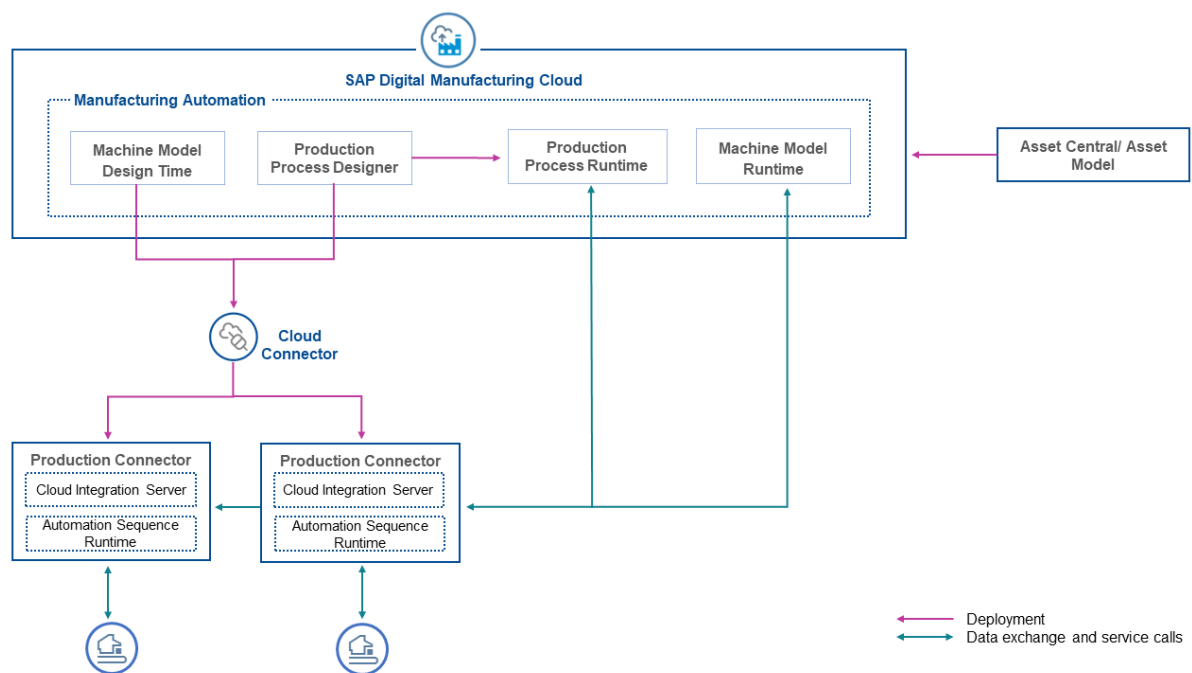 SAP Digital Manufacturing Cloud
Manufacturing Automation
Machine Model
Design Time
Production
Process Designer
Production
Process Runtime
Machine Model
Runtime
Asset Central/ Asset
Model
Cloud
Connector
Production Connector
Cloud Integration Server
Automation Sequence
Runtime
Production Connector
Cloud Integration Server
Automation Sequence
Runtime
Deployment
Data exchange and service calls